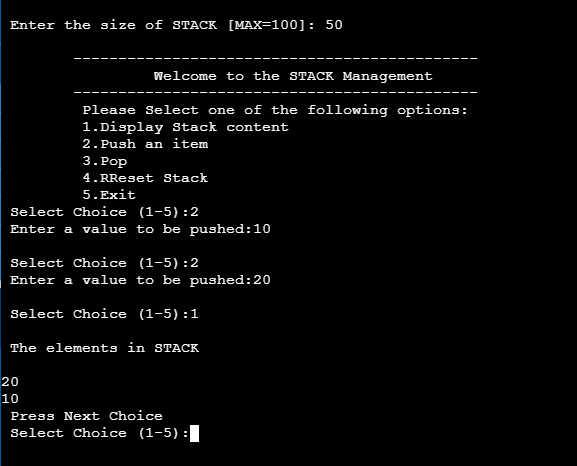 Enter the size of STACK [MAX=100]: 50
---------------------------------------------
Welcome to the STACK Management
---------------------------------------------
Please Select one of the following options:
1.Display Stack content
2.Push an item
3.Pop
4.RReset Stack
5.Exit
Select Choice (1-5):2
Enter a value to be pushed:10
Select Choice (1-5):2
Enter a value to be pushed:20
Select Choice (1-5):1
The elements in STACK
20
10
Press Next Choice
Select Choice (1-5):